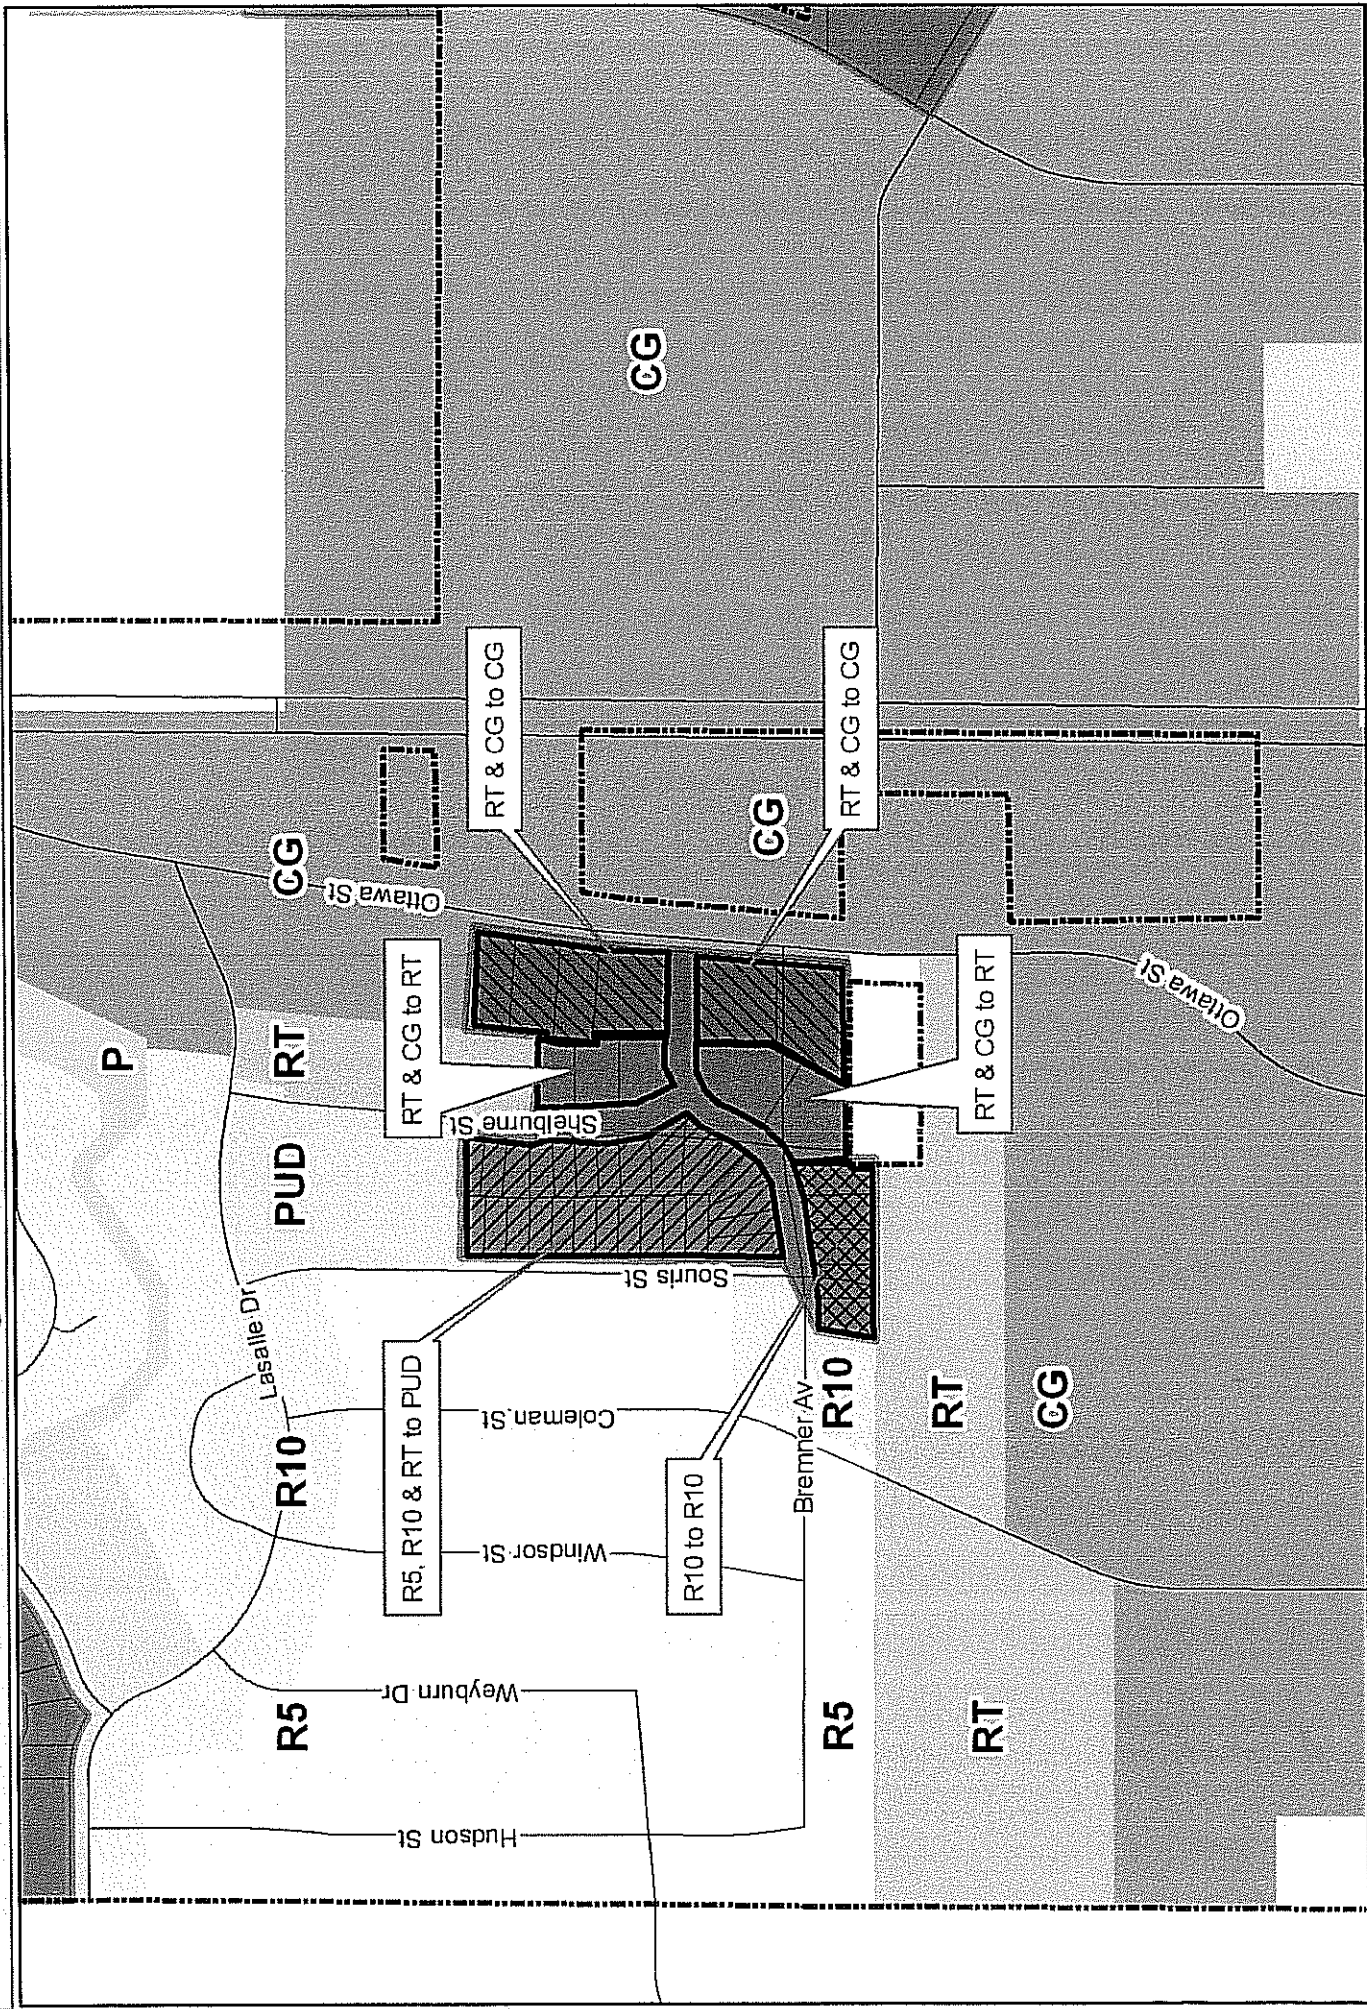 P
PUD
RT
CG
Ottawa St
Lasalle Dr
R10
R5
RT & CG to RT
RT & CG to CG
Shelburne St
Souris St
R5, R10 & RT to PUD
Coleman St
Windsor St
Weyburn Dr
Hudson St
CG
R10 to R10
Bremner Av
CG
RT & CG to CG
R5
R10
RT & CG to RT
RT
RT
CG
Ottawa St